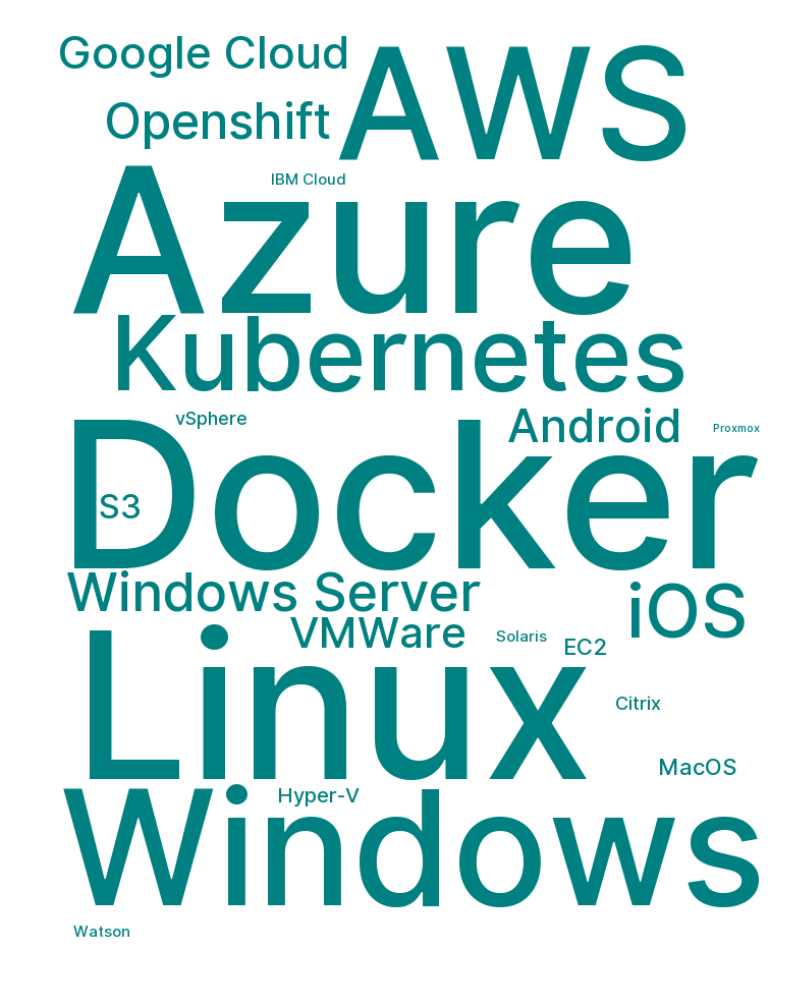 Google Cloud
AWS
Openshift
IBM Cloud
Azure
Kubernetes
vSphere
Android
Proxmox
Docker
S3
Windows Server
iOS
VMWare
Solaris
EC2
Linux
Citrix
MacOS
Hyper-V
Windows
Watson